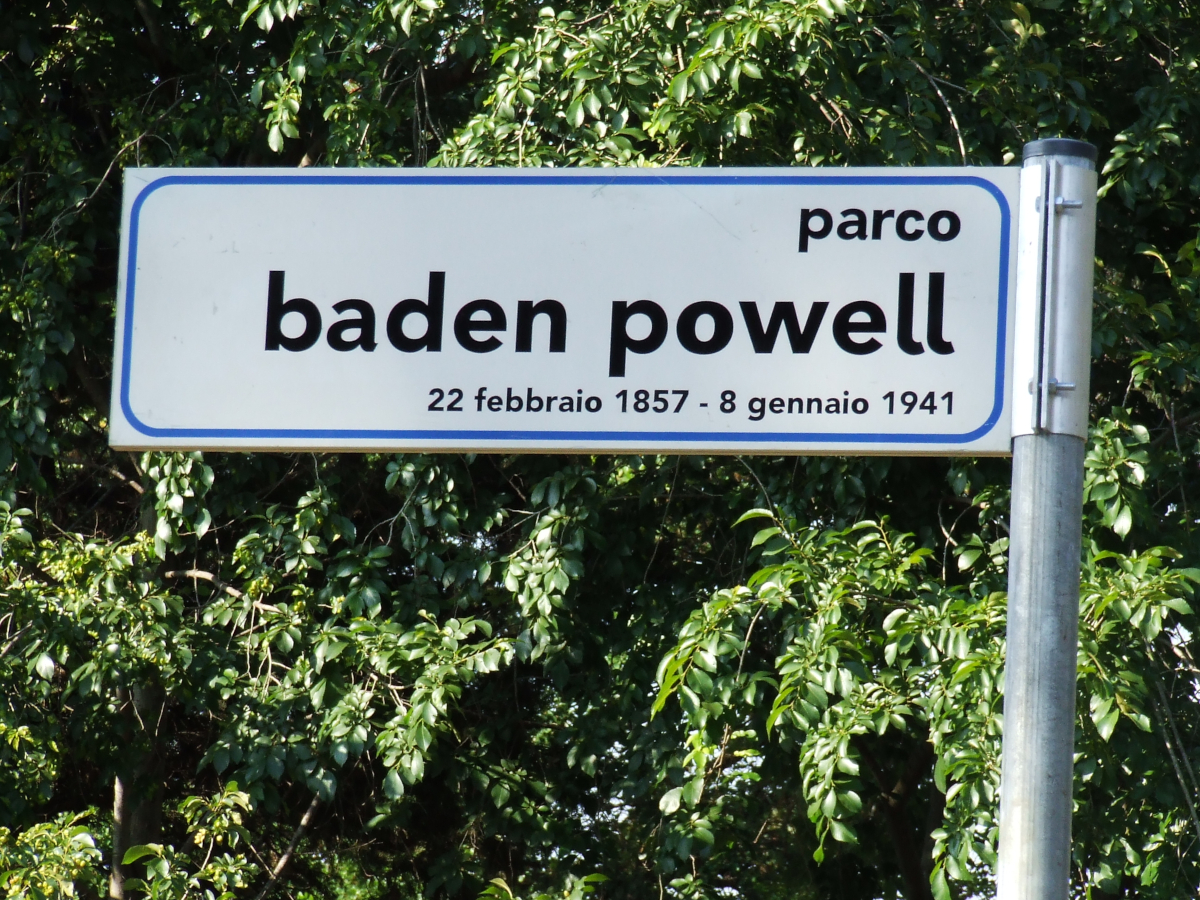 parco
baden powell
22 febbraio 1857 - 8 gennaio 1941